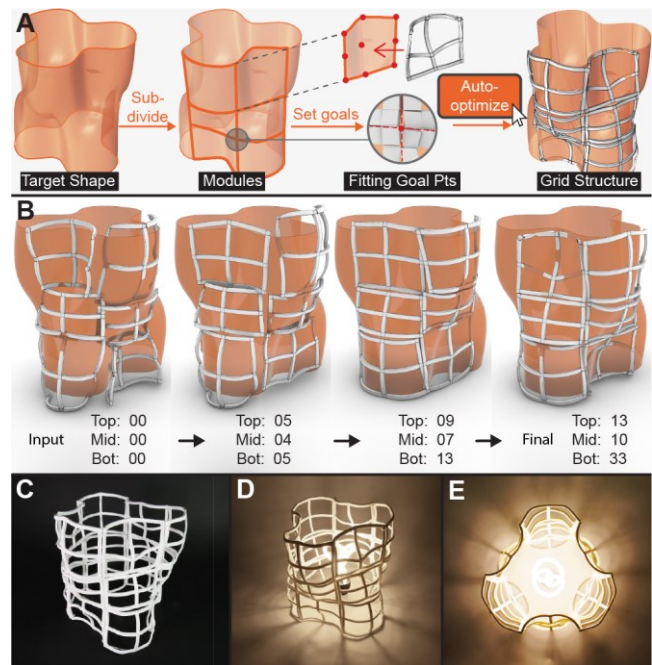 A
Sub-
divide
Set goals
Auto-
optimize
Target Shape
Modules
Fitting Goal Pts
Grid Structure
B
Input
Top: 00
Mid: 00
Bot: 00
Top: 05
Mid: 04
Bot: 05
Top: 09
Mid: 07
Bot: 13
Final
Top: 13
Mid: 10
Bot: 33
C
D
E